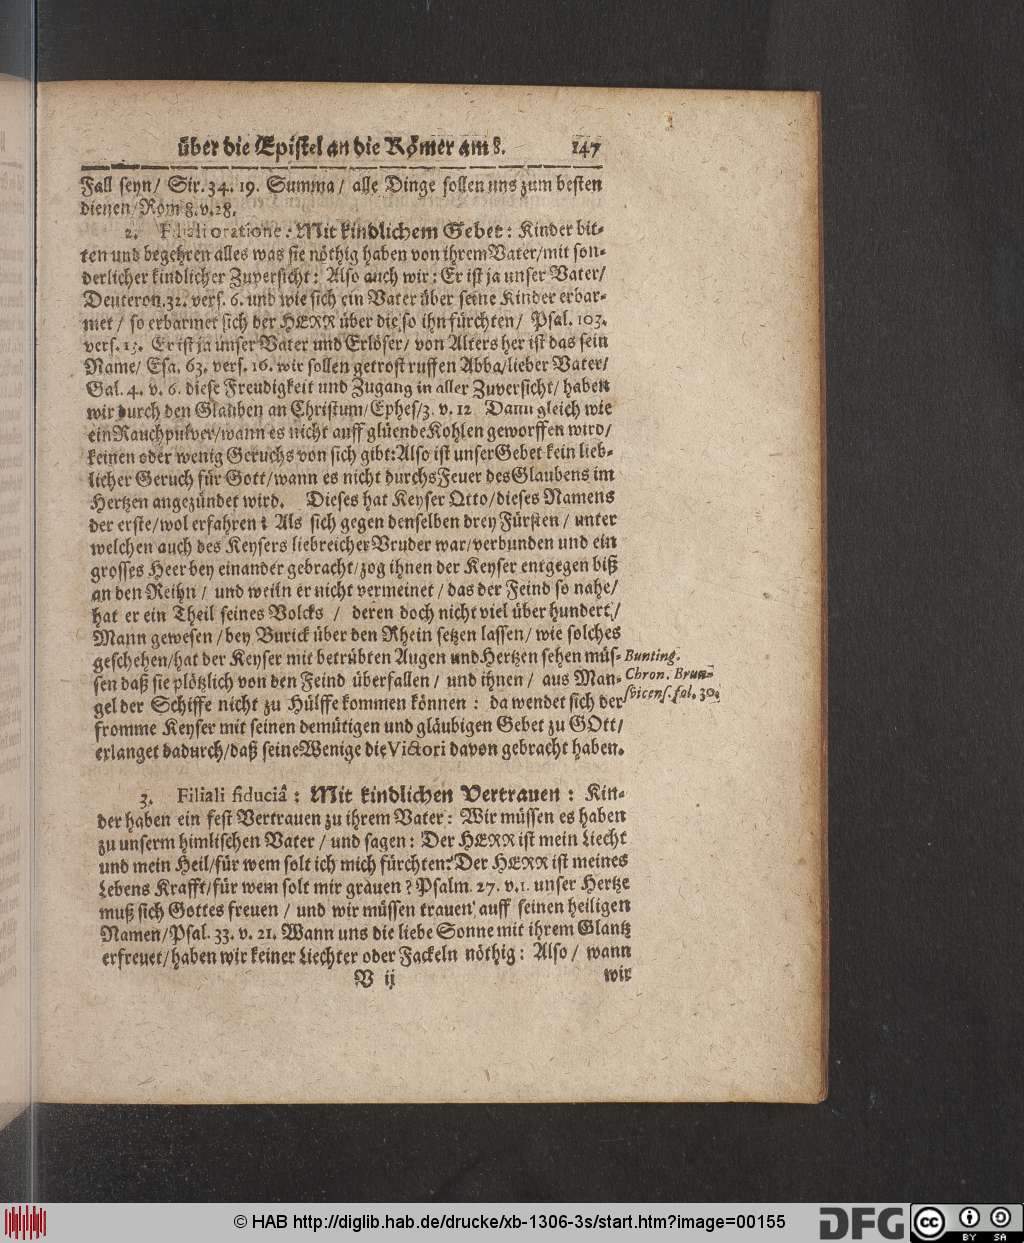 über die Epistel an die Römer am 8. 147
Fall seyn/ Sir. 34. 19. Summa/ alle Dinge sollen uns zum besten
dienen/ Rom 8. v. 28.
2. Filiali oratione: Mit kindlichem Gebet: Kinder bit-
ten und begehren alles was sie nöthig haben von ihrem Vater/ mit son-
derlicher kindlicher Zuversicht: Also auch wir: Er ist ja unser Vater/
Deuteron. 32. vers. 6. und wie sich ein Vater über seine Kinder erbar-
met/ so erbarmet sich der HERR über die so ihn fürchten/ Psal. 103.
vers. 13. Er ist ja unser Vater und Erlöser/ von Alters her ist das sein
Name/ Esa. 63. vers. 16. wir sollen getrost ruffen Abba/ lieber Vater/
Gal. 4. v. 6. diese Freudigkeit und Zugang in aller Zuversicht/ haben
wir durch den Glauben an Christum/ Ephes/ 3. v. 12 Dann gleich wie
ein Rauchpulver/ wann es nicht auff glüende Kohlen geworffen wird/
keinen oder wenig Geruchs von sich gibt: Also ist unser Gebet kein lieb-
licher Geruch für Gott/ wann es nicht durchs Feuer des Glaubens im
Hertzen angezündet wird. Dieses hat Keyser Otto/ dieses Namens
der erste/ wol erfahren: Als sich gegen denselben drey Fürsten/ unter
welchen auch des Keysers liebreicher Bruder war/ verbunden und ein
grosses Heer bey einander gebracht/ zog ihnen der Keyser entgegen biß
an den Reihn/ und weiln er nicht vermeinet/ das der Feind so nahe/
hat er ein Theil seines Volcks/ deren doch nicht viel über hundert/
Mann gewesen/ bey Burick über den Rhein setzen lassen/ wie solches
geschehen/ hat der Keyser mit betrübten Augen und Hertzen sehen müs-
sen daß sie plötzlich von den Feind überfallen/ und ihnen/ aus Man-
gel der Schiffe nicht zu Hülffe kommen können: da wendet sich der
fromme Keyser mit seinen demütigen und gläubigen Gebet zu GOtt/
erlanget dadurch/ daß seine Wenige die Victori davon gebracht haben.
Bunting.
Chron. Brun-
svicens. fol. 30.
3. Filiali fiduciâ: Mit kindlichen Vertrauen: Kin-
der haben ein fest Vertrauen zu ihrem Vater: Wir müssen es haben
zu unserm himlischen Vater/ und sagen: Der HERR ist mein Liecht
und mein Heil/ für wem solt ich mich fürchten? Der HERR ist meines
Lebens Krafft/ für wem solt mir grauen? Psalm. 27. v. 1. unser Hertze
muß sich Gottes freuen/ und wir müssen trauen auff seinen heiligen
Namen/ Psal. 33. v. 21. Wann uns die liebe Sonne mit ihrem Glantz
erfreuet/ haben wir keiner Liechter oder Fackeln nöthig: Also/ wann
V ij wir
© HAB http://diglib.hab.de/drucke/xb-1306-3s/start.htm?image=00155
DFG
cc BY SA